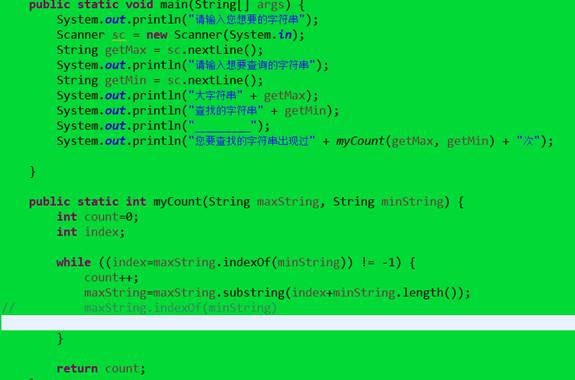 public static void main(String[] args) {
System.out.println("请输入您想要的字符串");
Scanner sc = new Scanner(System.in);
String getMax = sc.nextLine();
System.out.println("请输入想要查询的字符串");
String getMin = sc.nextLine();
System.out.println("大字符串" + getMax);
System.out.println("查找的字符串" + getMin);
System.out.println("_________");
System.out.println("您要查找的字符串出现过" + myCount(getMax, getMin) + "次");
}
public static int myCount(String maxString, String minString) {
int count=0;
int index;
while ((index=maxString.indexOf(minString)) != -1) {
count++;
maxString=maxString.substring(index+minString.length());
// maxString.indexOf(minString)
}
return count;